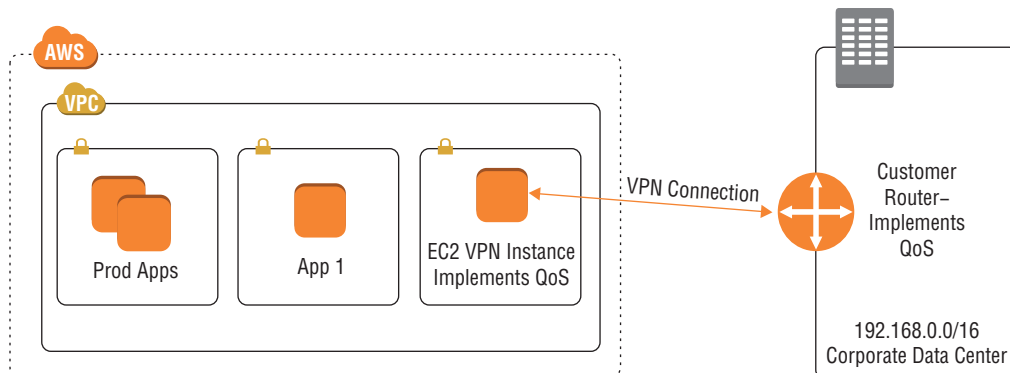 AWS
VPC
Prod Apps
App 1
EC2 VPN Instance
Implements QoS
VPN Connection
Customer
Router–
Implements
QoS
192.168.0.0/16
Corporate Data Center